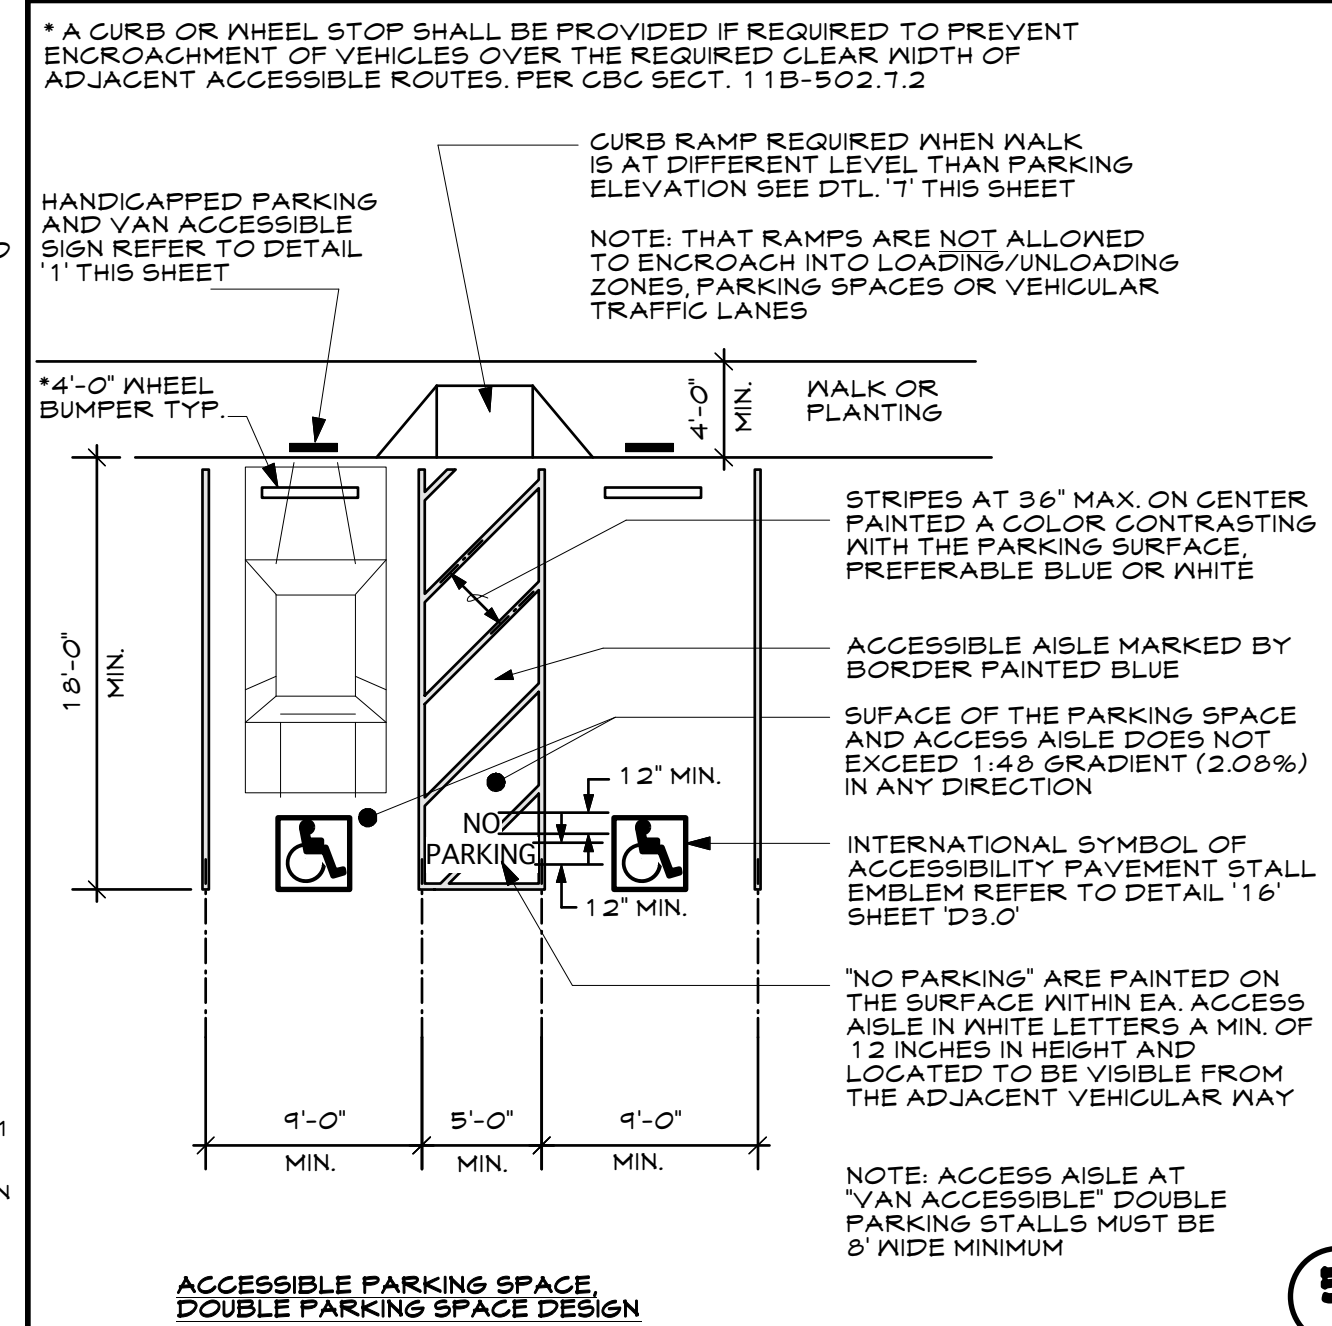 * A CURB OR WHEEL STOP SHALL BE PROVIDED IF REQUIRED TO PREVENT
ENCROACHMENT OF VEHICLES OVER THE REQUIRED CLEAR WIDTH OF
ADJACENT ACCESSIBLE ROUTES. PER CBC SECT. 11B-502.7.2
CURB RAMP REQUIRED WHEN WALK
IS AT DIFFERENT LEVEL THAN PARKING
ELEVATION SEE DTL. '7' THIS SHEET
HANDICAPPED PARKING
AND VAN ACCESSIBLE
SIGN REFER TO DETAIL
'1' THIS SHEET
NOTE: THAT RAMPS ARE NOT ALLOWED
TO ENCROACH INTO LOADING/UNLOADING
ZONES, PARKING SPACES OR VEHICULAR
TRAFFIC LANES
*4'-0" WHEEL
BUMPER TYP.
4'-0"
MIN.
WALK OR
PLANTING
18'-0"
MIN.
STRIPES AT 36" MAX. ON CENTER
PAINTED A COLOR CONTRASTING
WITH THE PARKING SURFACE,
PREFERABLE BLUE OR WHITE
ACCESSIBLE AISLE MARKED BY
BORDER PAINTED BLUE
SUFACE OF THE PARKING SPACE
AND ACCESS AISLE DOES NOT
EXCEED 1:48 GRADIENT (2.08%)
IN ANY DIRECTION
12" MIN.
NO
PARKING
12" MIN.
INTERNATIONAL SYMBOL OF
ACCESSIBILITY PAVEMENT STALL
EMBLEM REFER TO DETAIL '16'
SHEET 'D3.0'
"NO PARKING" ARE PAINTED ON
THE SURFACE WITHIN EA. ACCESS
AISLE IN WHITE LETTERS A MIN. OF
12 INCHES IN HEIGHT AND
LOCATED TO BE VISIBLE FROM
THE ADJACENT VEHICULAR WAY
9'-0"
MIN.
5'-0"
MIN.
9'-0"
MIN.
NOTE: ACCESS AISLE AT
"VAN ACCESSIBLE" DOUBLE
PARKING STALLS MUST BE
8' WIDE MINIMUM
ACCESSIBLE PARKING SPACE,
DOUBLE PARKING SPACE DESIGN